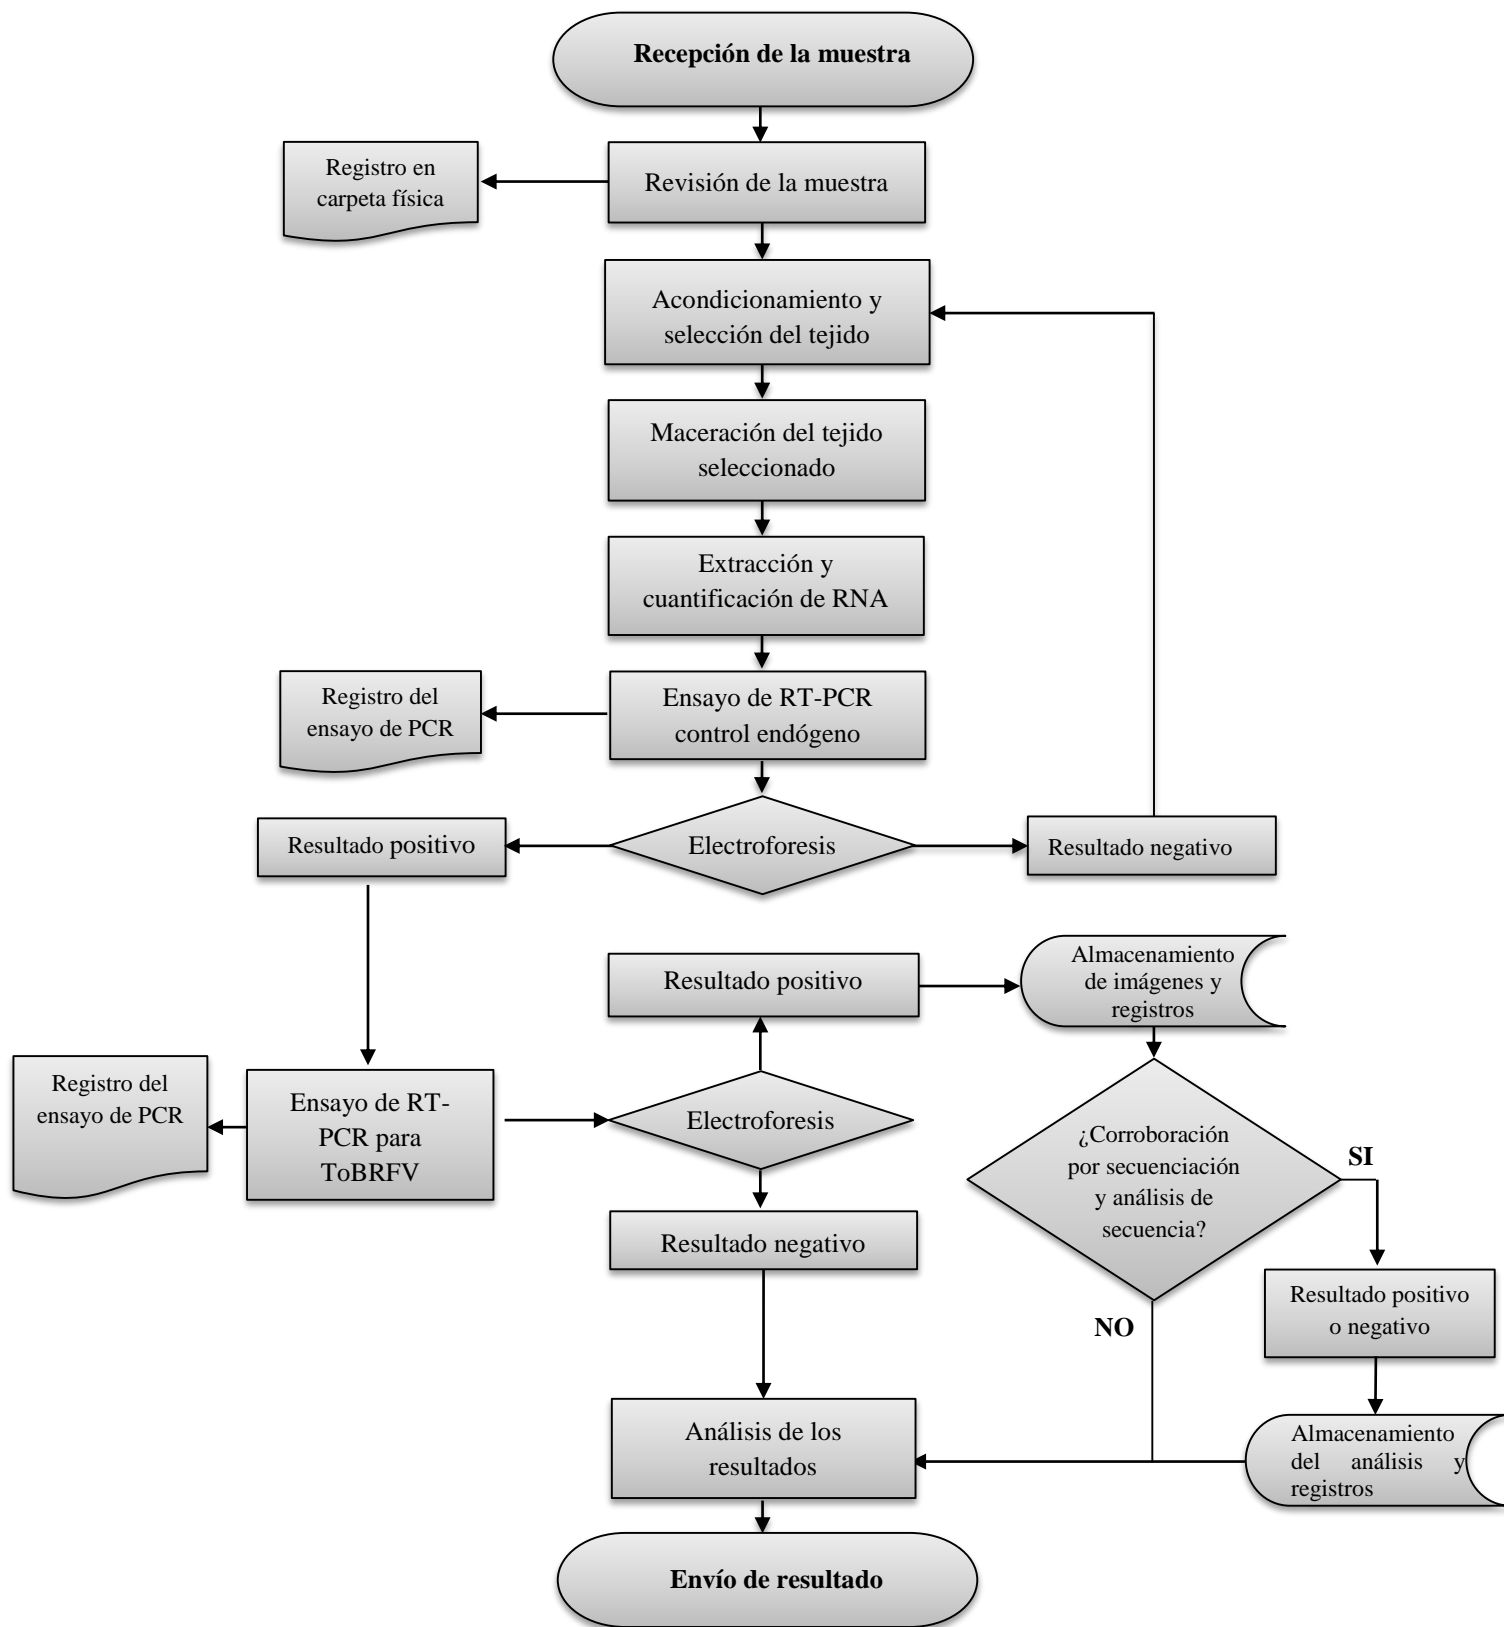 Recepción de la muestra
Registro en
carpeta física
Revisión de la muestra
Acondicionamiento y
selección del tejido
Maceración del tejido
seleccionado
Extracción y
cuantificación de RNA
Registro del
ensayo de PCR
Ensayo de RT-PCR
control endógeno
Resultado positivo
Electroforesis
Resultado negativo
Resultado positivo
Almacenamiento
de imágenes y
registros
Registro del
ensayo de PCR
Ensayo de RT-
PCR para
ToBRFV
Electroforesis
¿Corroboración
por secuenciación
y análisis de
secuencia?
SI
Resultado negativo
Resultado positivo
o negativo
NO
Análisis de los
resultados
Almacenamiento
del análisis y
registros
Envío de resultado